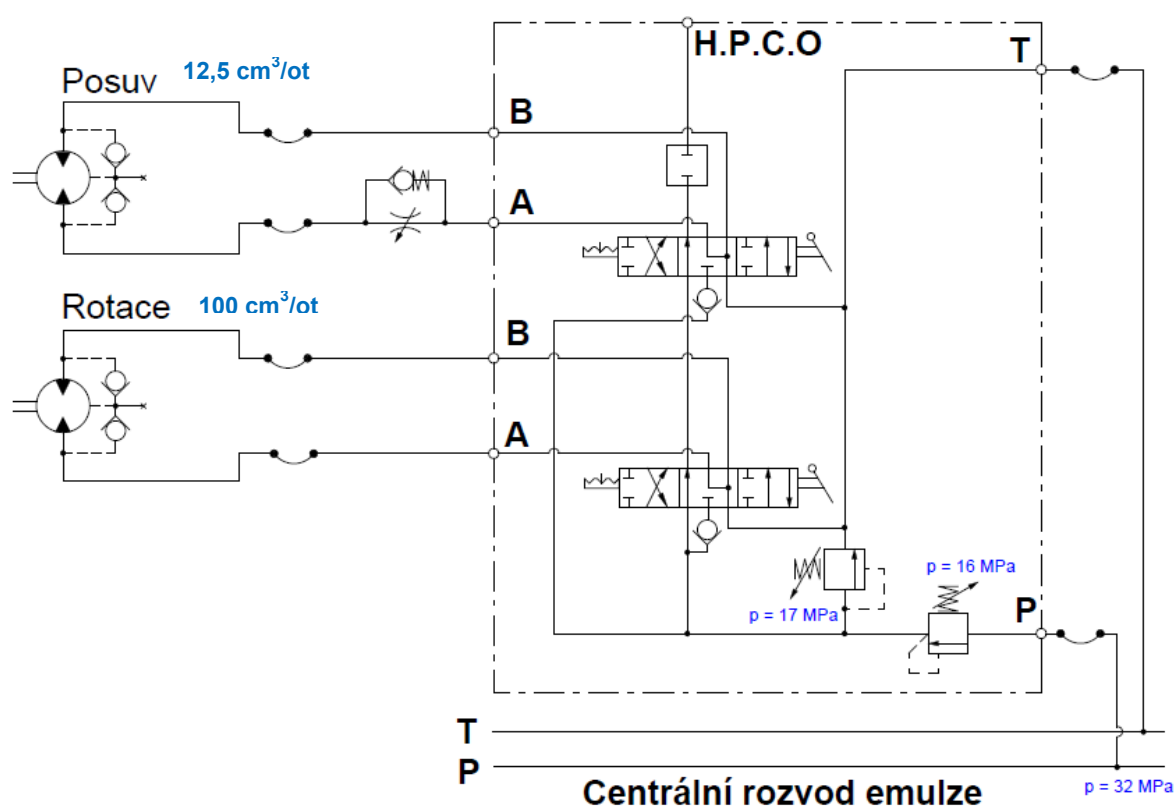 H.P.C.O
T
Posuv 12,5 cm³/ot
B
A
Rotace 100 cm³/ot
B
A
p = 16 MPa
p = 17 MPa
P
T
P
Centrální rozvod emulze
p = 32 MPa